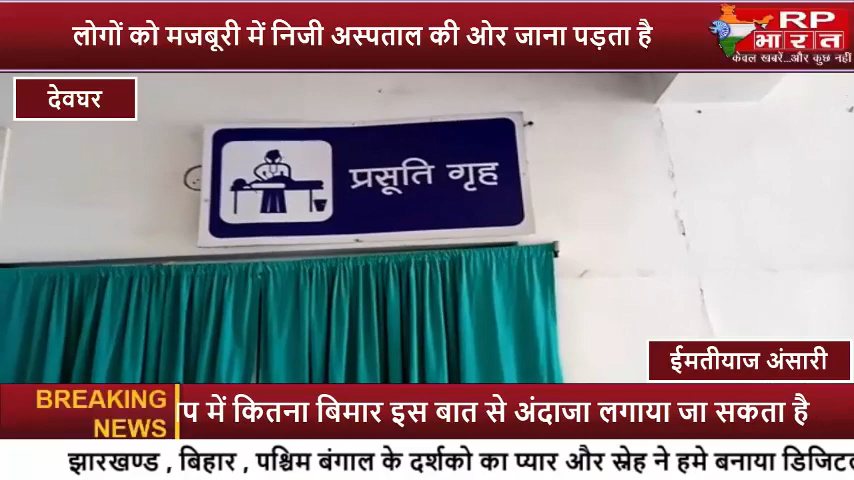 लोगों को मजबूरी में निजी अस्पताल की ओर जाना पड़ता है
RP
भारत
केवल खबरें...और कुछ नहीं
देवघर
प्रसूति गृह
ईमतीयाज अंसारी
BREAKING
NEWS
प में कितना बिमार इस बात से अंदाजा लगाया जा सकता है
झारखण्ड , बिहार , पश्चिम बंगाल के दर्शको का प्यार और स्नेह ने हमे बनाया डिजिटल